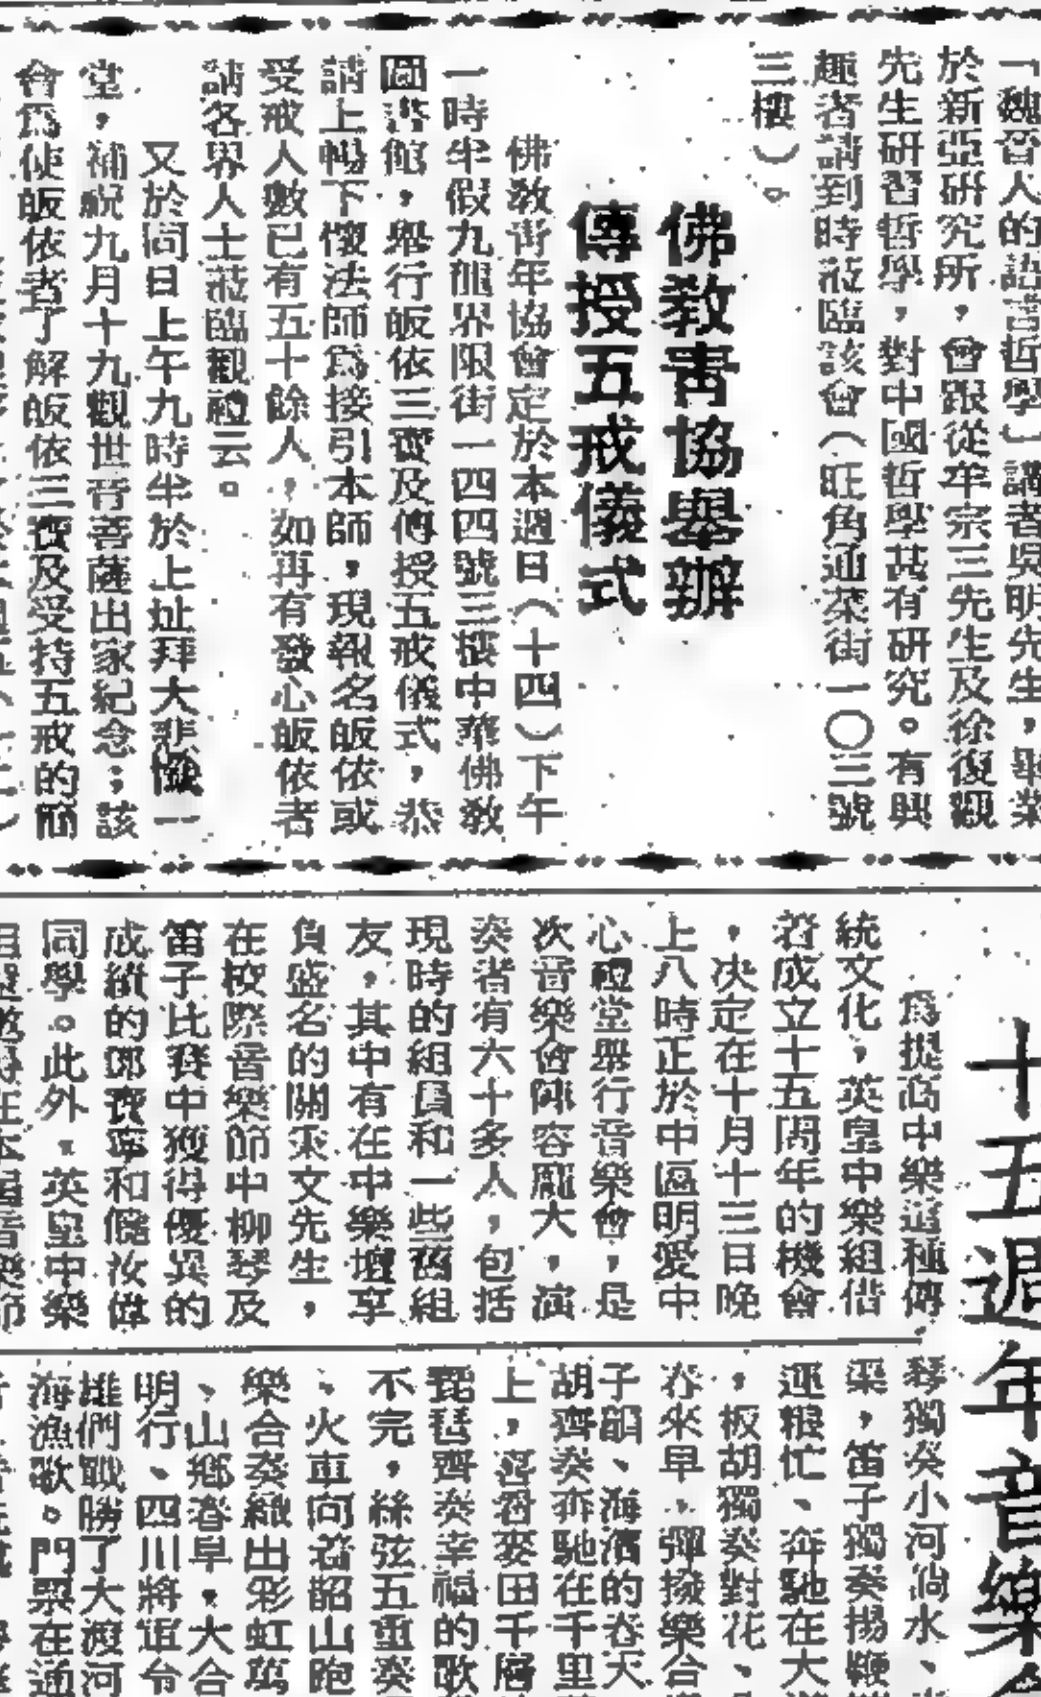 「魏晋人的語言哲學」講者吳明先生，畢業
於新亞研究所，曾跟從牟宗三先生及徐復觀
先生研習哲學，對中國哲學甚有研究。有興
趣者請到時蒞臨該會（旺角通菜街一〇三號
三樓）。
佛教青協舉辦
傳授五戒儀式
佛教青年協會定於本週日（十四）下午
一時半假九龍界限街一四四號三樓中華佛教
圖書館，舉行皈依三寶及傳授五戒儀式，恭
請上暢下懷法師爲接引本師，現報名皈依或
受戒人數已有五十餘人，如再有發心皈依者
請各界人士蒞臨觀禮云。
又於同日上午九時半於上址拜大悲懺一
堂，補祝九月十九觀世音菩薩出家紀念；該
會爲使皈依者了解皈依三寶及受持五戒的簡
十五週年音樂
爲提高中樂這種傳
統文化，英皇中樂組偕
着成立十五周年的機會
，决定在十月十三日晚
上八時正於中區明愛中
心禮堂舉行音樂會，是
次音樂會陣容龐大，演
奏者有六十多人，包括
現時的組員和一些舊組
友，其中有在中樂壇享
負盛名的關文先生，
在校際音樂節中柳琴及
笛子比賽中獲得優異的
成績的鄭寶寧和汝偉
同學。此外，英皇中樂
琴獨奏小河淌水、
梁，笛子獨奏揚鞭
運糧忙、奔馳在大
，板胡獨奏對花、
春來早，彈撥樂合
子韻、海濱的春天
胡齊奏奔馳在千里
上，喜看麥田千層
琵琶齊奏幸福的歌
不完，絲弦五重奏
、火車向着韶山跑
樂合奏織出彩虹萬
、山鄉春早，大合
明行、四川將軍令
雄們戰勝了大渡河
海漁歌。門票在通